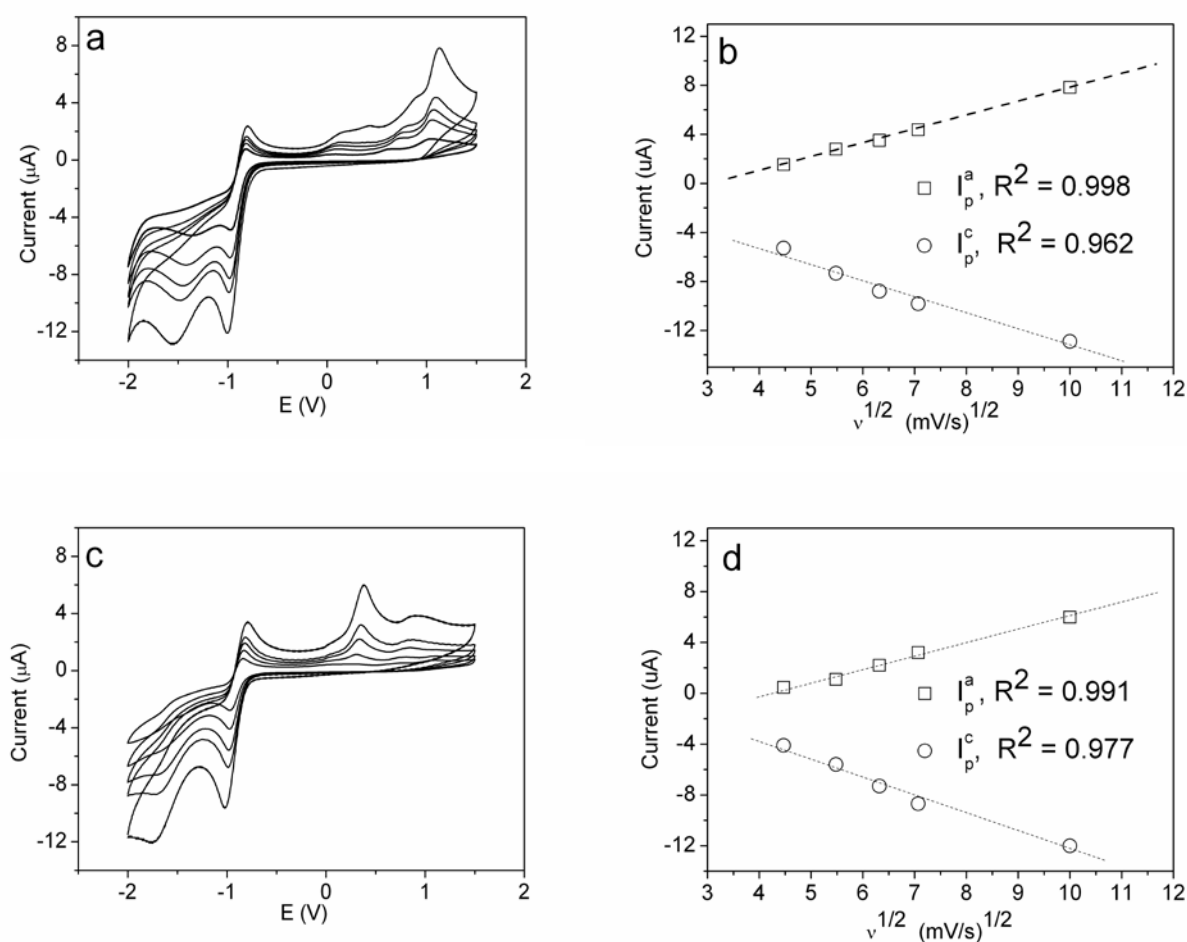 a
8
4
0
-4
-8
-12
Current (µA)
-2 -1 0 1 2
E (V)
b
12
8
4
0
-4
-8
-12
Current (uA)
I_p^a, R^2 = 0.998
I_p^c, R^2 = 0.962
3 4 5 6 7 8 9 10 11 12
ν^1/2 (mV/s)^1/2
c
8
4
0
-4
-8
-12
Current (µA)
-2 -1 0 1 2
E (V)
d
12
8
4
0
-4
-8
-12
Current (uA)
I_p^a, R^2 = 0.991
I_p^c, R^2 = 0.977
3 4 5 6 7 8 9 10 11 12
ν^1/2 (mV/s)^1/2